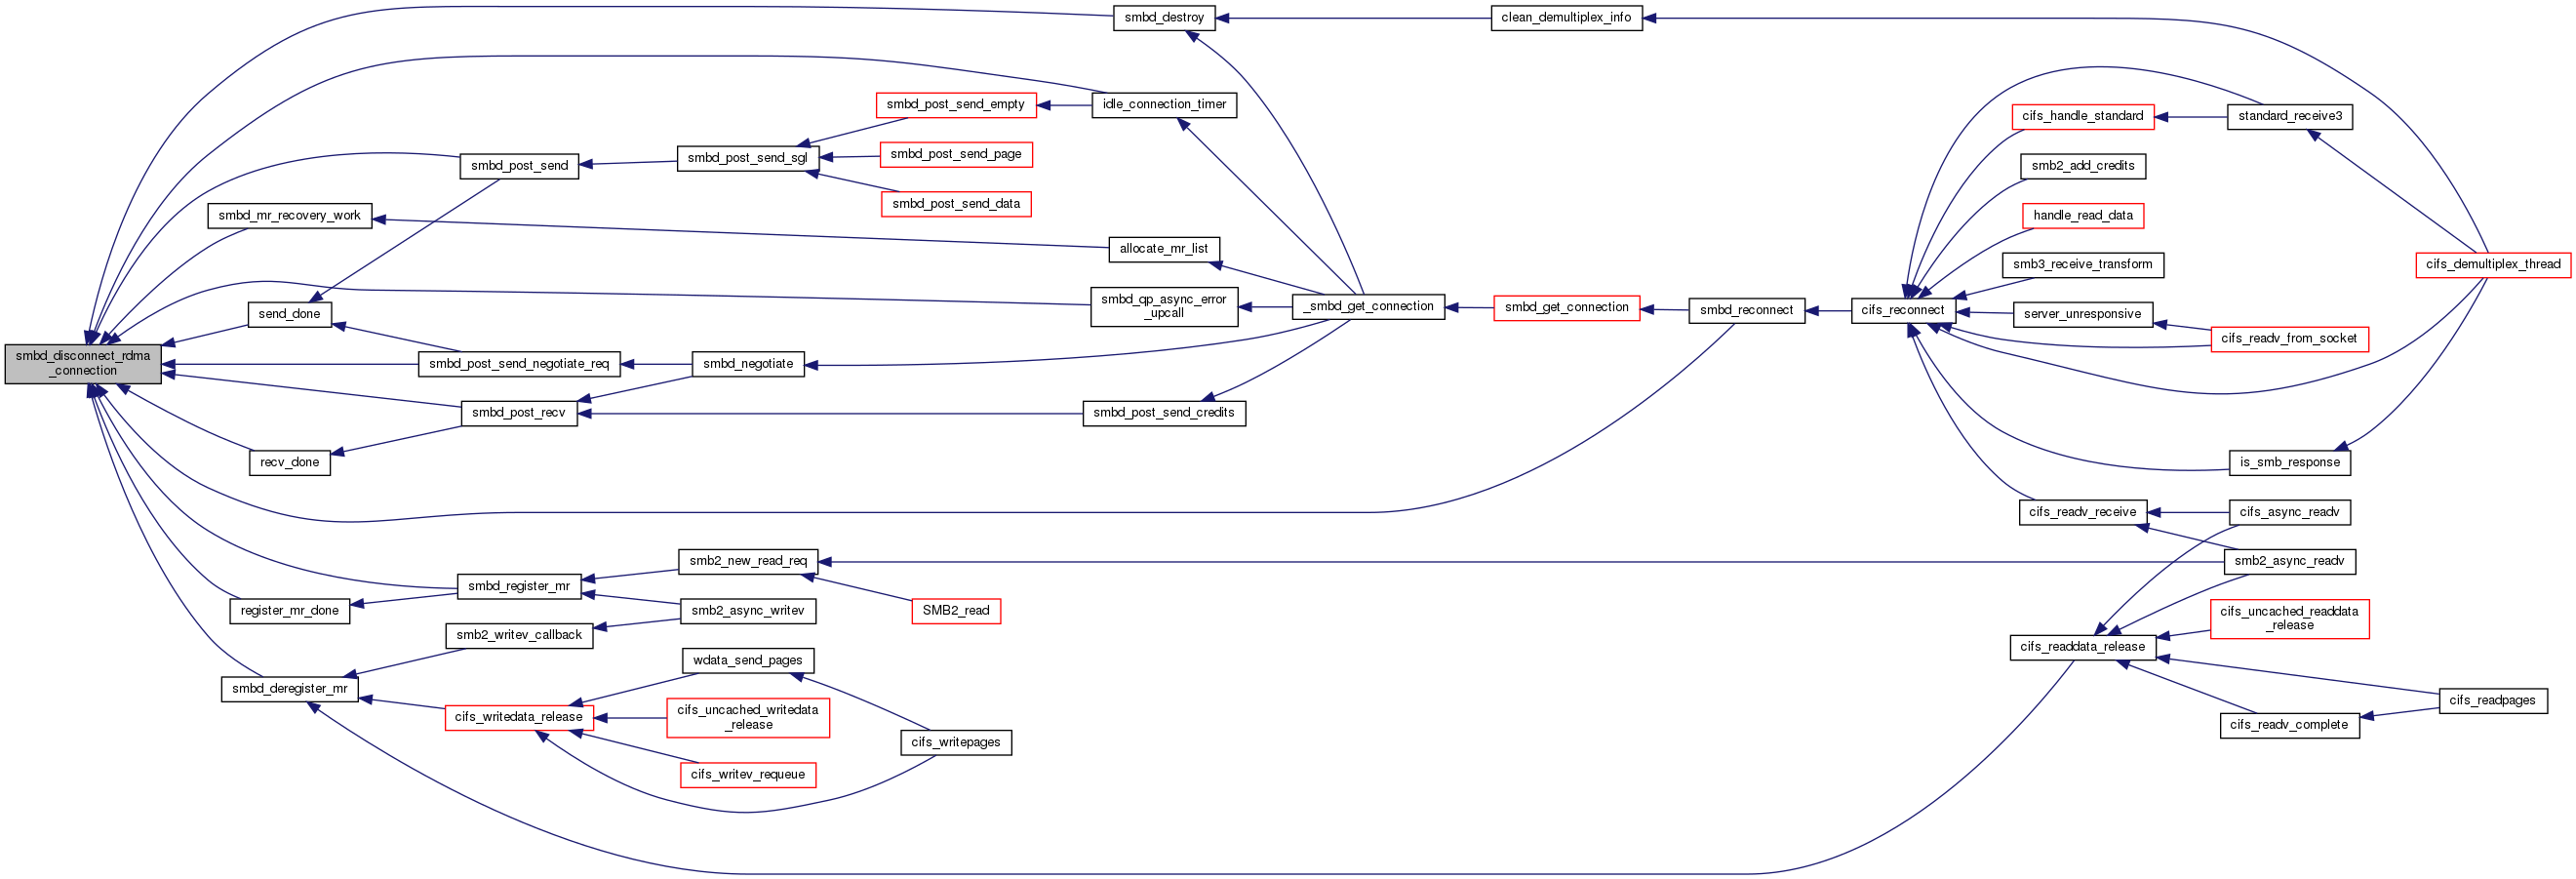 smbd_disconnect_rdma
_connection
smbd_destroy
clean_demultiplex_info
idle_connection_timer
smbd_post_send_empty
smbd_post_send
smbd_post_send_sgl
smbd_post_send_page
smbd_post_send_data
smbd_mr_recovery_work
allocate_mr_list
send_done
smbd_qp_async_error
_upcall
_smbd_get_connection
smbd_get_connection
smbd_reconnect
cifs_reconnect
smbd_post_send_negotiate_req
smbd_negotiate
smbd_post_recv
smbd_post_send_credits
recv_done
cifs_handle_standard
standard_receive3
smb2_add_credits
handle_read_data
smb3_receive_transform
server_unresponsive
cifs_readv_from_socket
cifs_demultiplex_thread
is_smb_response
cifs_readv_receive
cifs_async_readv
smb2_async_readv
smbd_register_mr
smb2_new_read_req
SMB2_read
register_mr_done
smb2_async_writev
smb2_writev_callback
smbd_deregister_mr
wdata_send_pages
cifs_writedata_release
cifs_uncached_writedata
_release
cifs_writev_requeue
cifs_writepages
cifs_readdata_release
cifs_uncached_readdata
_release
cifs_readpages
cifs_readv_complete